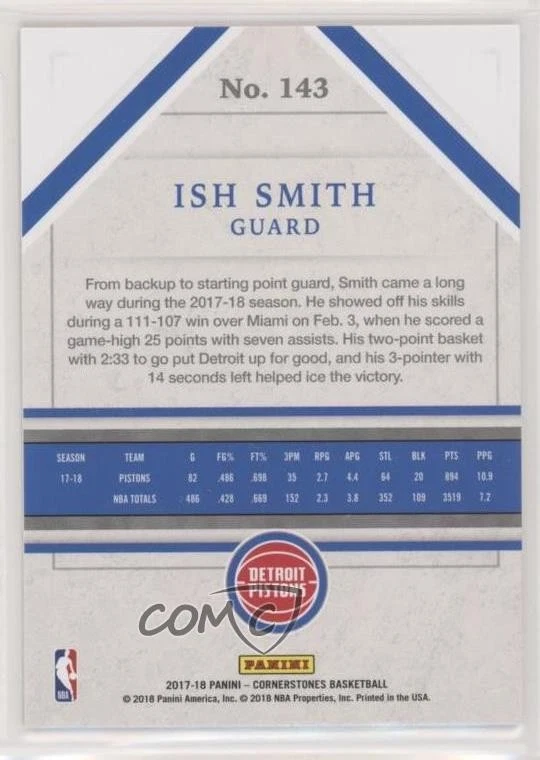 No. 143
ISH SMITH
GUARD
From backup to starting point guard, Smith came a long
way during the 2017-18 season. He showed off his skills
during a 111-107 win over Miami on Feb. 3, when he scored a
game-high 25 points with seven assists. His two-point basket
with 2:33 to go put Detroit up for good, and his 3-pointer with
14 seconds left helped ice the victory.
SEASON TEAM G FG% FT% 3PM RPG APG STL BLK PTS PPG
17-18 PISTONS 82 .486 .698 35 2.7 4.4 64 20 894 10.9
NBA TOTALS 486 .428 .669 152 2.3 3.8 352 109 3519 7.2
DETROIT
PISTONS
COMC
PANINI
NBA
2017-18 PANINI – CORNERSTONES BASKETBALL
© 2018 Panini America, Inc. © 2018 NBA Properties, Inc. Printed in the USA.